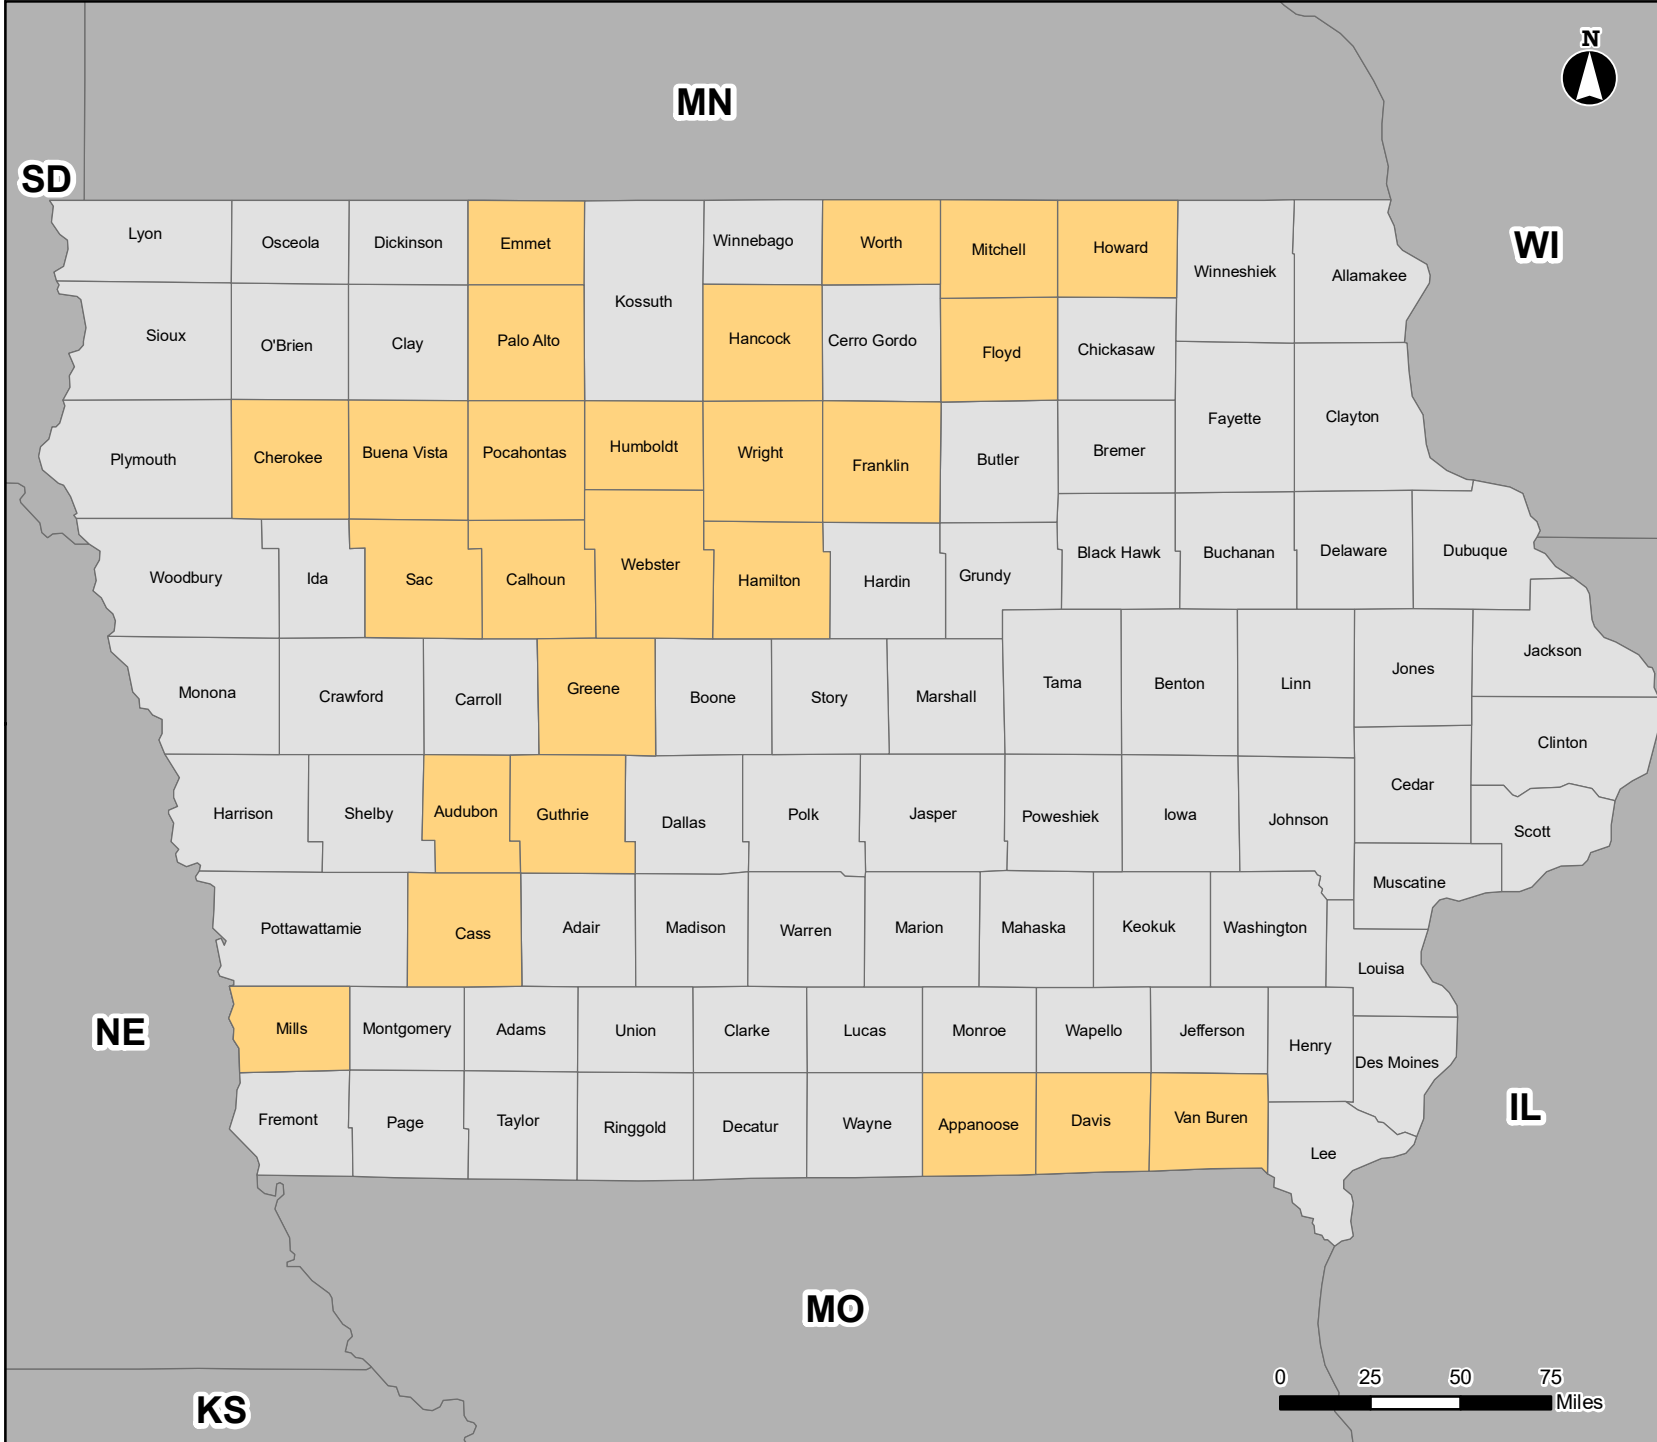 N
MN
SD
WI
Lyon
Osceola
Dickinson
Emmet
Kossuth
Winnebago
Worth
Mitchell
Howard
Winneshiek
Allamakee
Sioux
O'Brien
Clay
Palo Alto
Hancock
Cerro Gordo
Floyd
Chickasaw
Plymouth
Cherokee
Buena Vista
Pocahontas
Humboldt
Wright
Franklin
Butler
Bremer
Fayette
Clayton
Woodbury
Ida
Sac
Calhoun
Webster
Hamilton
Hardin
Grundy
Black Hawk
Buchanan
Delaware
Dubuque
Monona
Crawford
Carroll
Greene
Boone
Story
Marshall
Tama
Benton
Linn
Jones
Jackson
Clinton
Harrison
Shelby
Audubon
Guthrie
Dallas
Polk
Jasper
Poweshiek
Iowa
Johnson
Cedar
Scott
Muscatine
Pottawattamie
Cass
Adair
Madison
Warren
Marion
Mahaska
Keokuk
Washington
Louisa
NE
Mills
Montgomery
Adams
Union
Clarke
Lucas
Monroe
Wapello
Jefferson
Henry
Des Moines
Fremont
Page
Taylor
Ringgold
Decatur
Wayne
Appanoose
Davis
Van Buren
Lee
IL
MO
KS
0 25 50 75
Miles